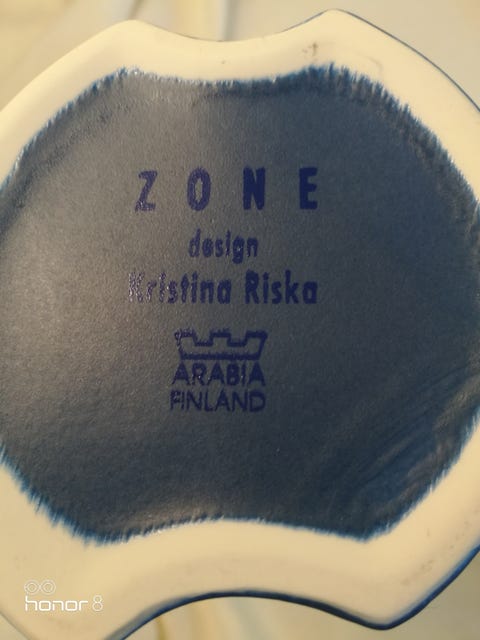 ZONE
design
Kristina Riska
ARABIA
FINLAND
honor 8